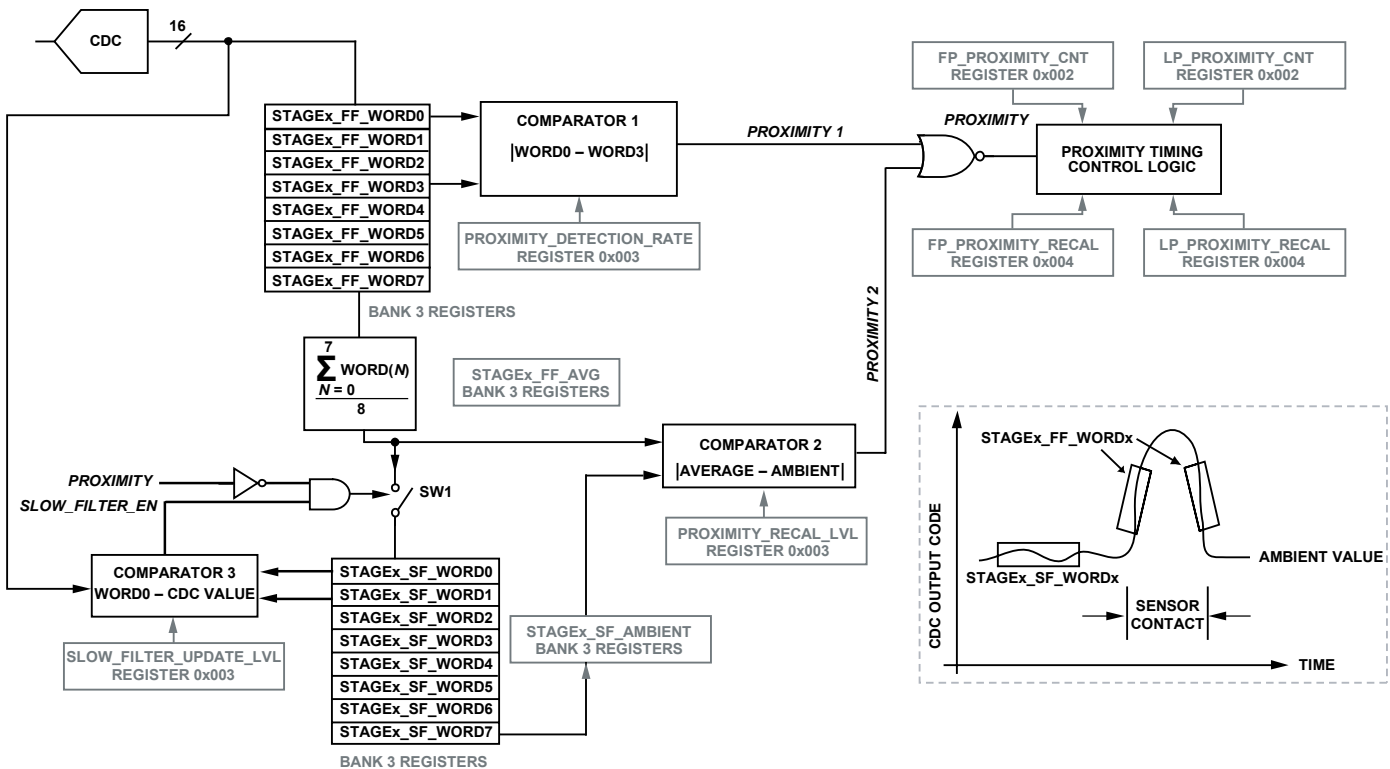 CDC
16
STAGEx_FF_WORD0
STAGEx_FF_WORD1
STAGEx_FF_WORD2
STAGEx_FF_WORD3
STAGEx_FF_WORD4
STAGEx_FF_WORD5
STAGEx_FF_WORD6
STAGEx_FF_WORD7
BANK 3 REGISTERS
COMPARATOR 1
|WORD0 – WORD3|
PROXIMITY_DETECTION_RATE
REGISTER 0x003
PROXIMITY 1
PROXIMITY
FP_PROXIMITY_CNT
REGISTER 0x002
LP_PROXIMITY_CNT
REGISTER 0x002
PROXIMITY TIMING
CONTROL LOGIC
FP_PROXIMITY_RECAL
REGISTER 0x004
LP_PROXIMITY_RECAL
REGISTER 0x004
PROXIMITY 2
7
Σ WORD(N)
N = 0
8
STAGEx_FF_AVG
BANK 3 REGISTERS
COMPARATOR 2
|AVERAGE – AMBIENT|
PROXIMITY_RECAL_LVL
REGISTER 0x003
PROXIMITY
SLOW_FILTER_EN
SW1
COMPARATOR 3
WORD0 – CDC VALUE
SLOW_FILTER_UPDATE_LVL
REGISTER 0x003
STAGEx_SF_WORD0
STAGEx_SF_WORD1
STAGEx_SF_WORD2
STAGEx_SF_WORD3
STAGEx_SF_WORD4
STAGEx_SF_WORD5
STAGEx_SF_WORD6
STAGEx_SF_WORD7
BANK 3 REGISTERS
STAGEx_SF_AMBIENT
BANK 3 REGISTERS
CDC OUTPUT CODE
STAGEx_FF_WORDx
STAGEx_SF_WORDx
AMBIENT VALUE
SENSOR
CONTACT
TIME